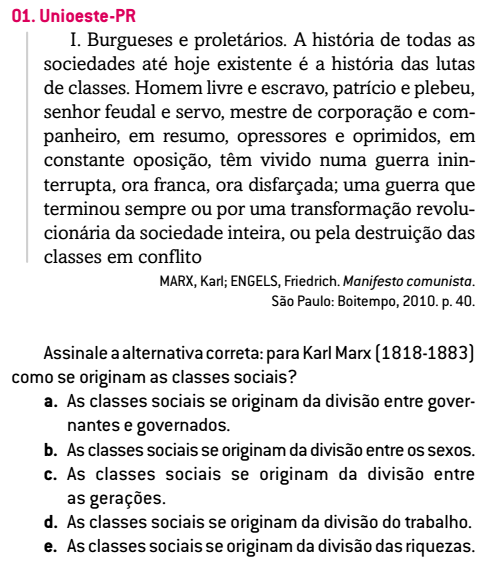 01. Unioeste-PR
I. Burgueses e proletários. A história de todas as
sociedades até hoje existente é a história das lutas
de classes. Homem livre e escravo, patrício e plebeu,
senhor feudal e servo, mestre de corporação e com-
panheiro, em resumo, opressores e oprimidos, em
constante oposição, têm vivido numa guerra inin-
terrupta, ora franca, ora disfarçada; uma guerra que
terminou sempre ou por uma transformação revolu-
cionária da sociedade inteira, ou pela destruição das
classes em conflito
MARX, Karl; ENGELS, Friedrich. Manifesto comunista.
São Paulo: Boitempo, 2010. p. 40.
Assinale a alternativa correta: para Karl Marx (1818-1883)
como se originam as classes sociais?
a. As classes sociais se originam da divisão entre gover-
nantes e governados.
b. As classes sociais se originam da divisão entre os sexos.
c. As classes sociais se originam da divisão entre
as gerações.
d. As classes sociais se originam da divisão do trabalho.
e. As classes sociais se originam da divisão das riquezas.